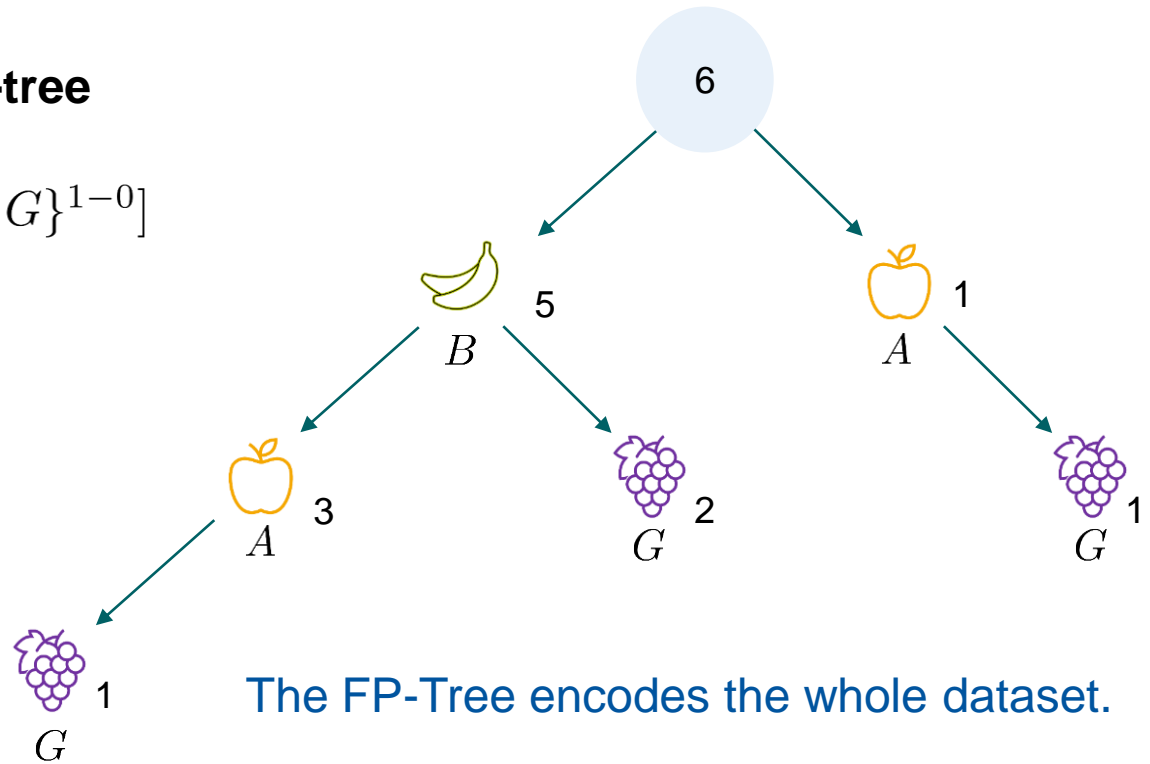 -tree
6
G}^{1-0}]
5
1
B
A
3
2
1
A
G
G
1
The FP-Tree encodes the whole dataset.
G